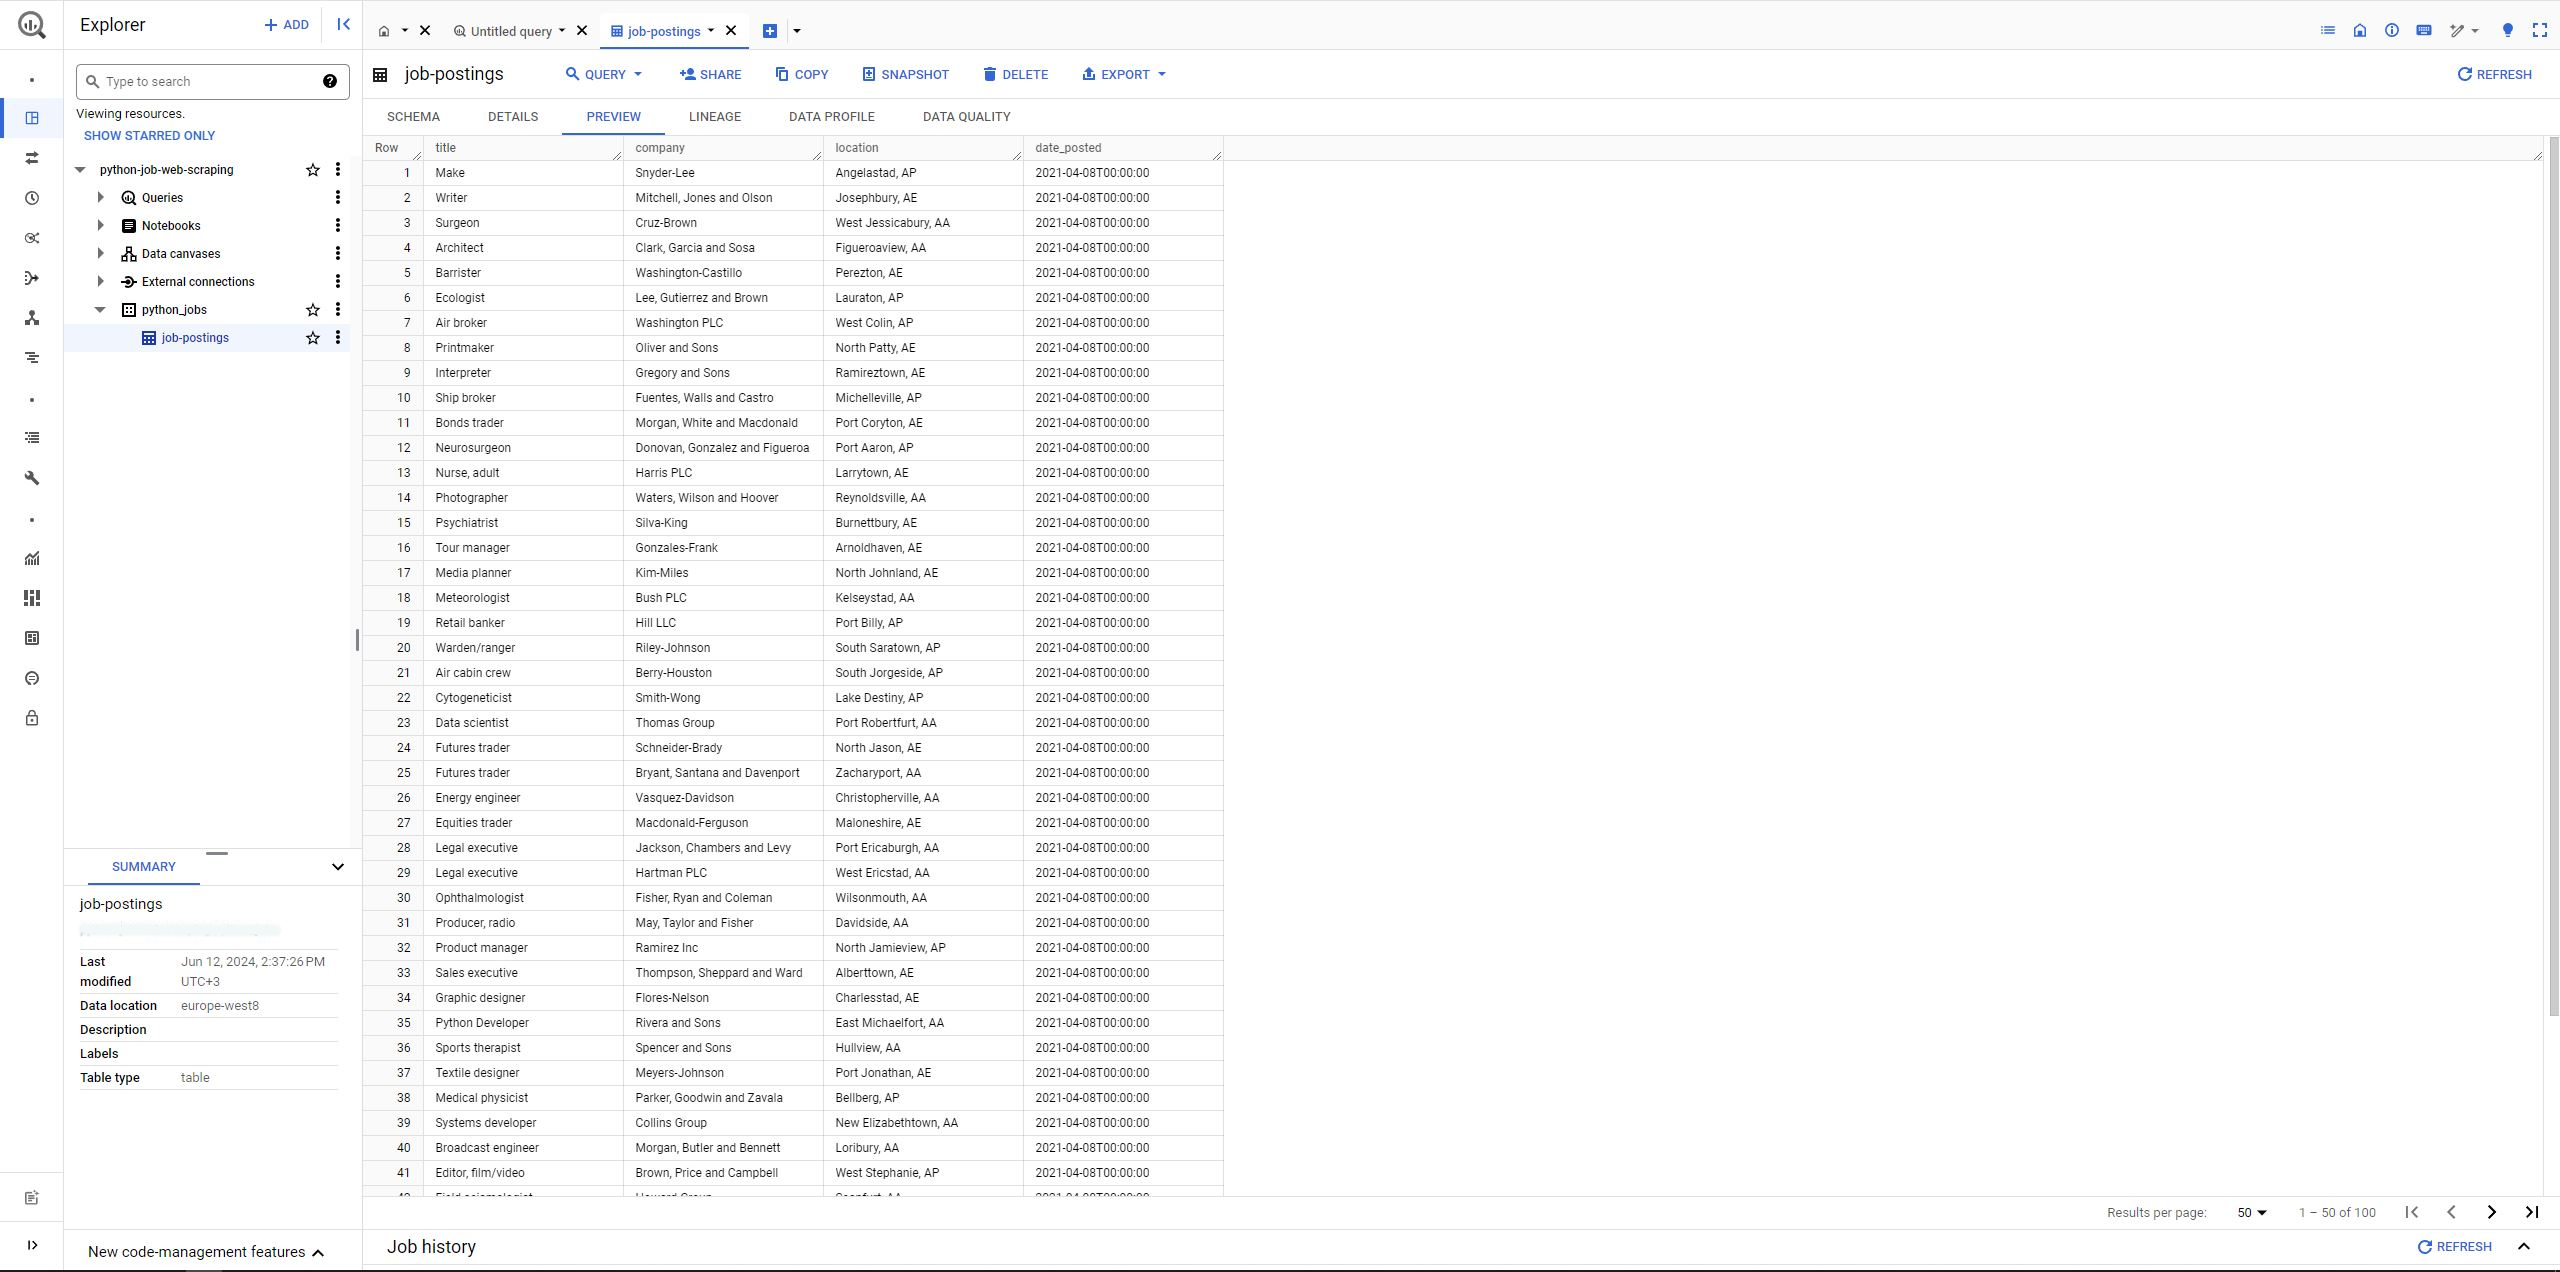 Explorer
ADD
Untitled query
job-postings
Type to search
Viewing resources.
SHOW STARRED ONLY
python-job-web-scraping
Queries
Notebooks
Data canvases
External connections
python_jobs
job-postings
SUMMARY
job-postings
Last modified Jun 12, 2024, 2:37:26 PM UTC+3
Data location europe-west8
Description
Labels
Table type table
New code-management features
job-postings QUERY SHARE COPY SNAPSHOT DELETE EXPORT REFRESH
SCHEMA DETAILS PREVIEW LINEAGE DATA PROFILE DATA QUALITY
Row title company location date_posted
1 Make Snyder-Lee Angelastad, AP 2021-04-08T00:00:00
2 Writer Mitchell, Jones and Olson Josephbury, AE 2021-04-08T00:00:00
3 Surgeon Cruz-Brown West Jessicabury, AA 2021-04-08T00:00:00
4 Architect Clark, Garcia and Sosa Figueroaview, AA 2021-04-08T00:00:00
5 Barrister Washington-Castillo Perezton, AE 2021-04-08T00:00:00
6 Ecologist Lee, Gutierrez and Brown Lauraton, AP 2021-04-08T00:00:00
7 Air broker Washington PLC West Colin, AP 2021-04-08T00:00:00
8 Printmaker Oliver and Sons North Patty, AE 2021-04-08T00:00:00
9 Interpreter Gregory and Sons Ramireztown, AE 2021-04-08T00:00:00
10 Ship broker Fuentes, Walls and Castro Michelleville, AP 2021-04-08T00:00:00
11 Bonds trader Morgan, White and Macdonald Port Coryton, AE 2021-04-08T00:00:00
12 Neurosurgeon Donovan, Gonzalez and Figueroa Port Aaron, AP 2021-04-08T00:00:00
13 Nurse, adult Harris PLC Larrytown, AE 2021-04-08T00:00:00
14 Photographer Waters, Wilson and Hoover Reynoldsville, AA 2021-04-08T00:00:00
15 Psychiatrist Silva-King Burnettbury, AE 2021-04-08T00:00:00
16 Tour manager Gonzales-Frank Arnoldhaven, AE 2021-04-08T00:00:00
17 Media planner Kim-Miles North Johnland, AE 2021-04-08T00:00:00
18 Meteorologist Bush PLC Kelseystad, AA 2021-04-08T00:00:00
19 Retail banker Hill LLC Port Billy, AP 2021-04-08T00:00:00
20 Warden/ranger Riley-Johnson South Saratown, AP 2021-04-08T00:00:00
21 Air cabin crew Berry-Houston South Jorgeside, AP 2021-04-08T00:00:00
22 Cytogeneticist Smith-Wong Lake Destiny, AP 2021-04-08T00:00:00
23 Data scientist Thomas Group Port Robertfurt, AA 2021-04-08T00:00:00
24 Futures trader Schneider-Brady North Jason, AE 2021-04-08T00:00:00
25 Futures trader Bryant, Santana and Davenport Zacharyport, AA 2021-04-08T00:00:00
26 Energy engineer Vasquez-Davidson Christopherville, AA 2021-04-08T00:00:00
27 Equities trader Macdonald-Ferguson Maloneshire, AE 2021-04-08T00:00:00
28 Legal executive Jackson, Chambers and Levy Port Ericaburgh, AA 2021-04-08T00:00:00
29 Legal executive Hartman PLC West Ericstad, AA 2021-04-08T00:00:00
30 Ophthalmologist Fisher, Ryan and Coleman Wilsonmouth, AA 2021-04-08T00:00:00
31 Producer, radio May, Taylor and Fisher Davidside, AA 2021-04-08T00:00:00
32 Product manager Ramirez Inc North Jamieview, AP 2021-04-08T00:00:00
33 Sales executive Thompson, Sheppard and Ward Alberttown, AE 2021-04-08T00:00:00
34 Graphic designer Flores-Nelson Charlesstad, AE 2021-04-08T00:00:00
35 Python Developer Rivera and Sons East Michaelfort, AA 2021-04-08T00:00:00
36 Sports therapist Spencer and Sons Hullview, AA 2021-04-08T00:00:00
37 Textile designer Meyers-Johnson Port Jonathan, AE 2021-04-08T00:00:00
38 Medical physicist Parker, Goodwin and Zavala Bellberg, AP 2021-04-08T00:00:00
39 Systems developer Collins Group New Elizabethtown, AA 2021-04-08T00:00:00
40 Broadcast engineer Morgan, Butler and Bennett Loribury, AA 2021-04-08T00:00:00
41 Editor, film/video Brown, Price and Campbell West Stephanie, AP 2021-04-08T00:00:00
Results per page: 50 1 – 50 of 100
Job history REFRESH